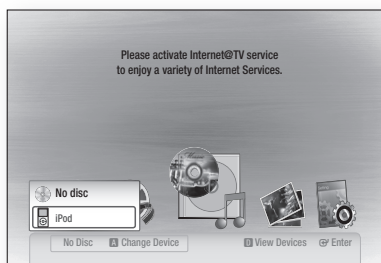 Please activate Internet@TV service
to enjoy a variety of Internet Services.
No disc
iPod
No Disc A Change Device D View Devices Enter